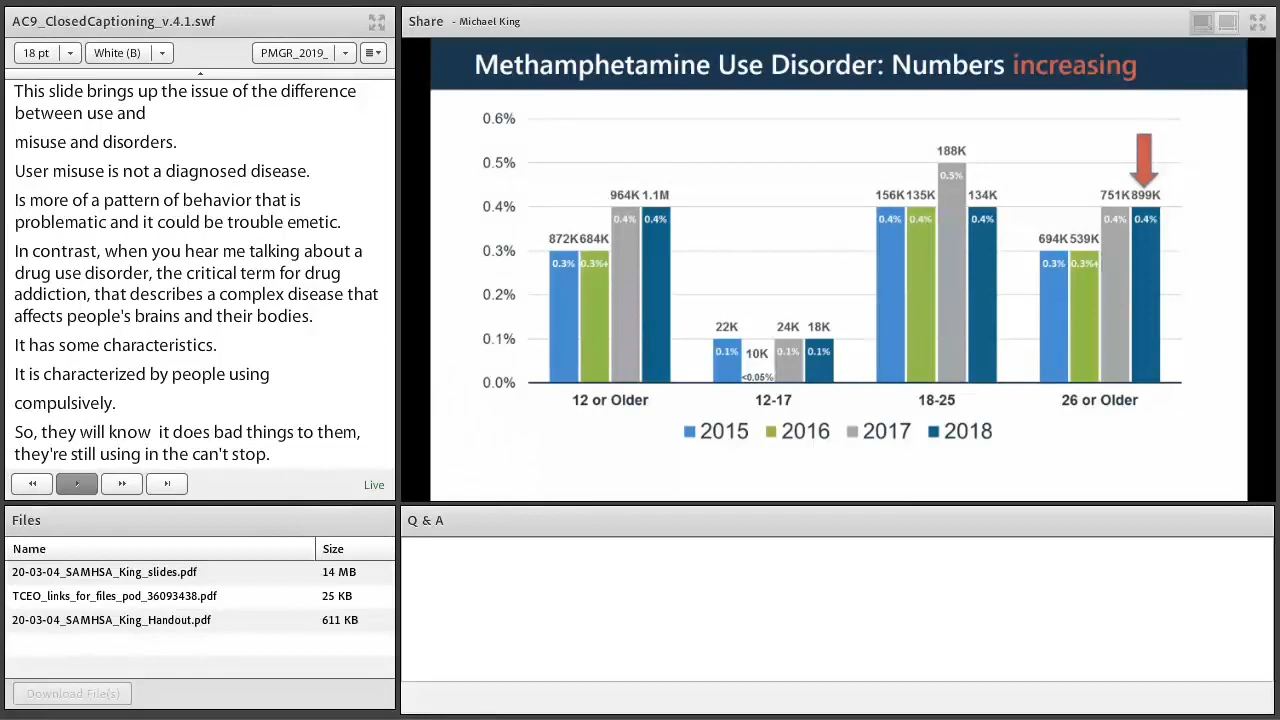 AC9_ClosedCaptioning_v.4.1.swf
18 pt
White (B)
PMGR_2019_
This slide brings up the issue of the difference
between use and
misuse and disorders.
User misuse is not a diagnosed disease.
Is more of a pattern of behavior that is
problematic and it could be trouble emetic.
In contrast, when you hear me talking about a
drug use disorder, the critical term for drug
addiction, that describes a complex disease that
affects people's brains and their bodies.
It has some characteristics.
It is characterized by people using
compulsively.
So, they will know  it does bad things to them,
they're still using in the can't stop.
Live
Share - Michael King
Methamphetamine Use Disorder: Numbers increasing
0.6%
0.5%
0.4%
0.3%
0.2%
0.1%
0.0%
872K 684K 964K 1.1M
0.3% 0.3%+ 0.4% 0.4%
22K 10K 24K 18K
0.1% <0.05% 0.1% 0.1%
156K 135K 188K 134K
0.4% 0.4% 0.5% 0.4%
694K 539K 751K 899K
0.3% 0.3%+ 0.4% 0.4%
12 or Older 12-17 18-25 26 or Older
2015 2016 2017 2018
Files
Name Size
20-03-04_SAMHSA_King_slides.pdf 14 MB
TCEO_links_for_files_pod_36093438.pdf 25 KB
20-03-04_SAMHSA_King_Handout.pdf 611 KB
Download File(s)
Q & A